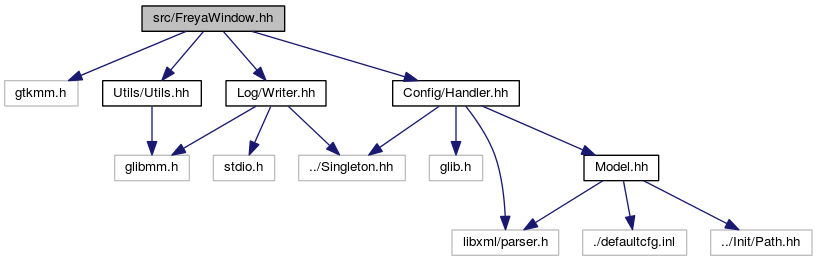 src/FreyaWindow.hh
gtkmm.h
Utils/Utils.hh
Log/Writer.hh
Config/Handler.hh
glibmm.h
stdio.h
../Singleton.hh
glib.h
Model.hh
libxml/parser.h
./defaultcfg.inl
../Init/Path.hh